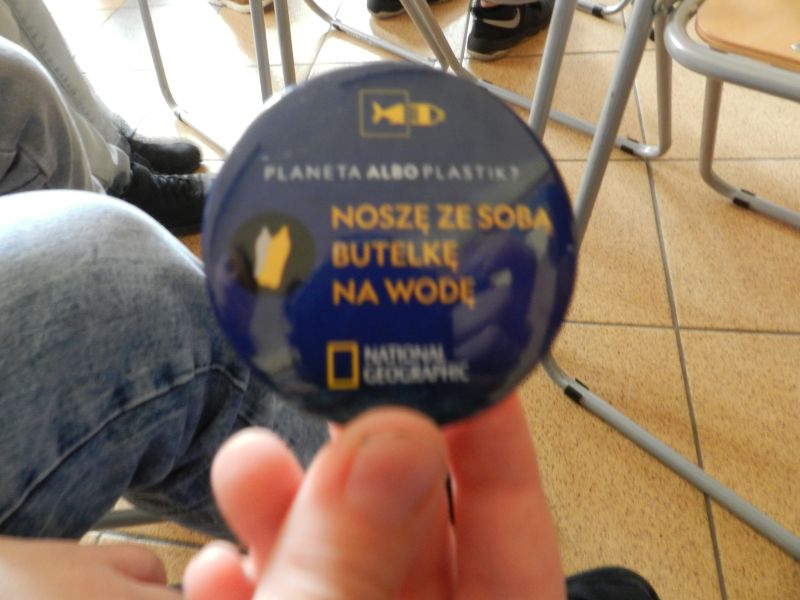 PLANETA ALBO PLASTIK?
NOSZĘ ZE SOBĄ
BUTELKĘ
NA WODĘ
NATIONAL
GEOGRAPHIC